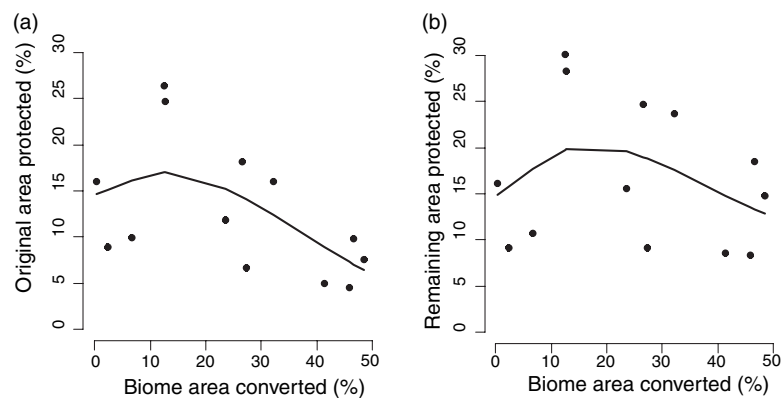 (a)
Original area protected (%)
30
25
20
15
10
5
0
0 10 20 30 40 50
Biome area converted (%)
(b)
Remaining area protected (%)
30
25
20
15
10
5
0
0 10 20 30 40 50
Biome area converted (%)